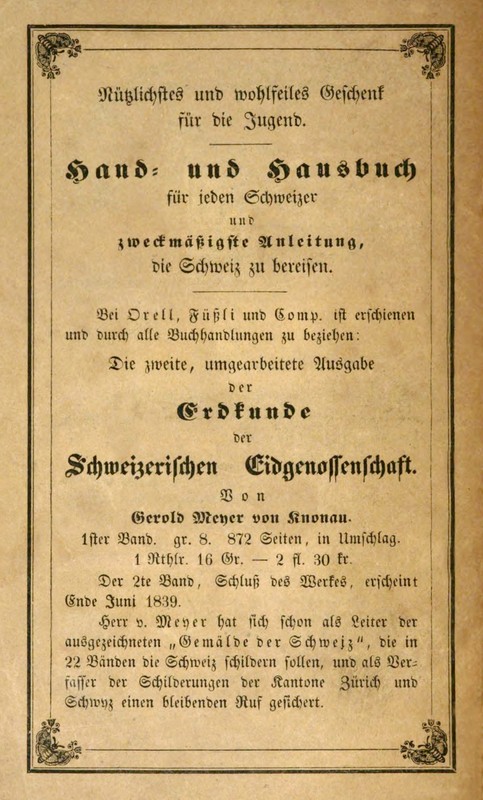 Nützlichstes und wohlfeiles Geschenk
für die Jugend.
Hand- und Hausbuch
für jeden Schweizer
und
zweckmäßigste Anleitung,
die Schweiz zu bereisen.
Bei Orell, Füßli und Comp. ist erschienen
und durch alle Buchhandlungen zu beziehen:
Die zweite, umgearbeitete Ausgabe
der
Erdkunde
der
Schweizerischen Eidgenossenschaft.
Von
Gerold Meyer von Knonau.
1ster Band. gr. 8. 872 Seiten, in Umschlag.
1 Rthlr. 16 Gr. — 2 fl. 30 kr.
Der 2te Band, Schluß des Werkes, erscheint
Ende Juni 1839.
Herr v. Meyer hat sich schon als Leiter der
ausgezeichneten „Gemälde der Schweiz", die in
22 Bänden die Schweiz schildern sollen, und als Ver-
fasser der Schilderungen der Kantone Zürich und
Schwyz einen bleibenden Ruf gesichert.